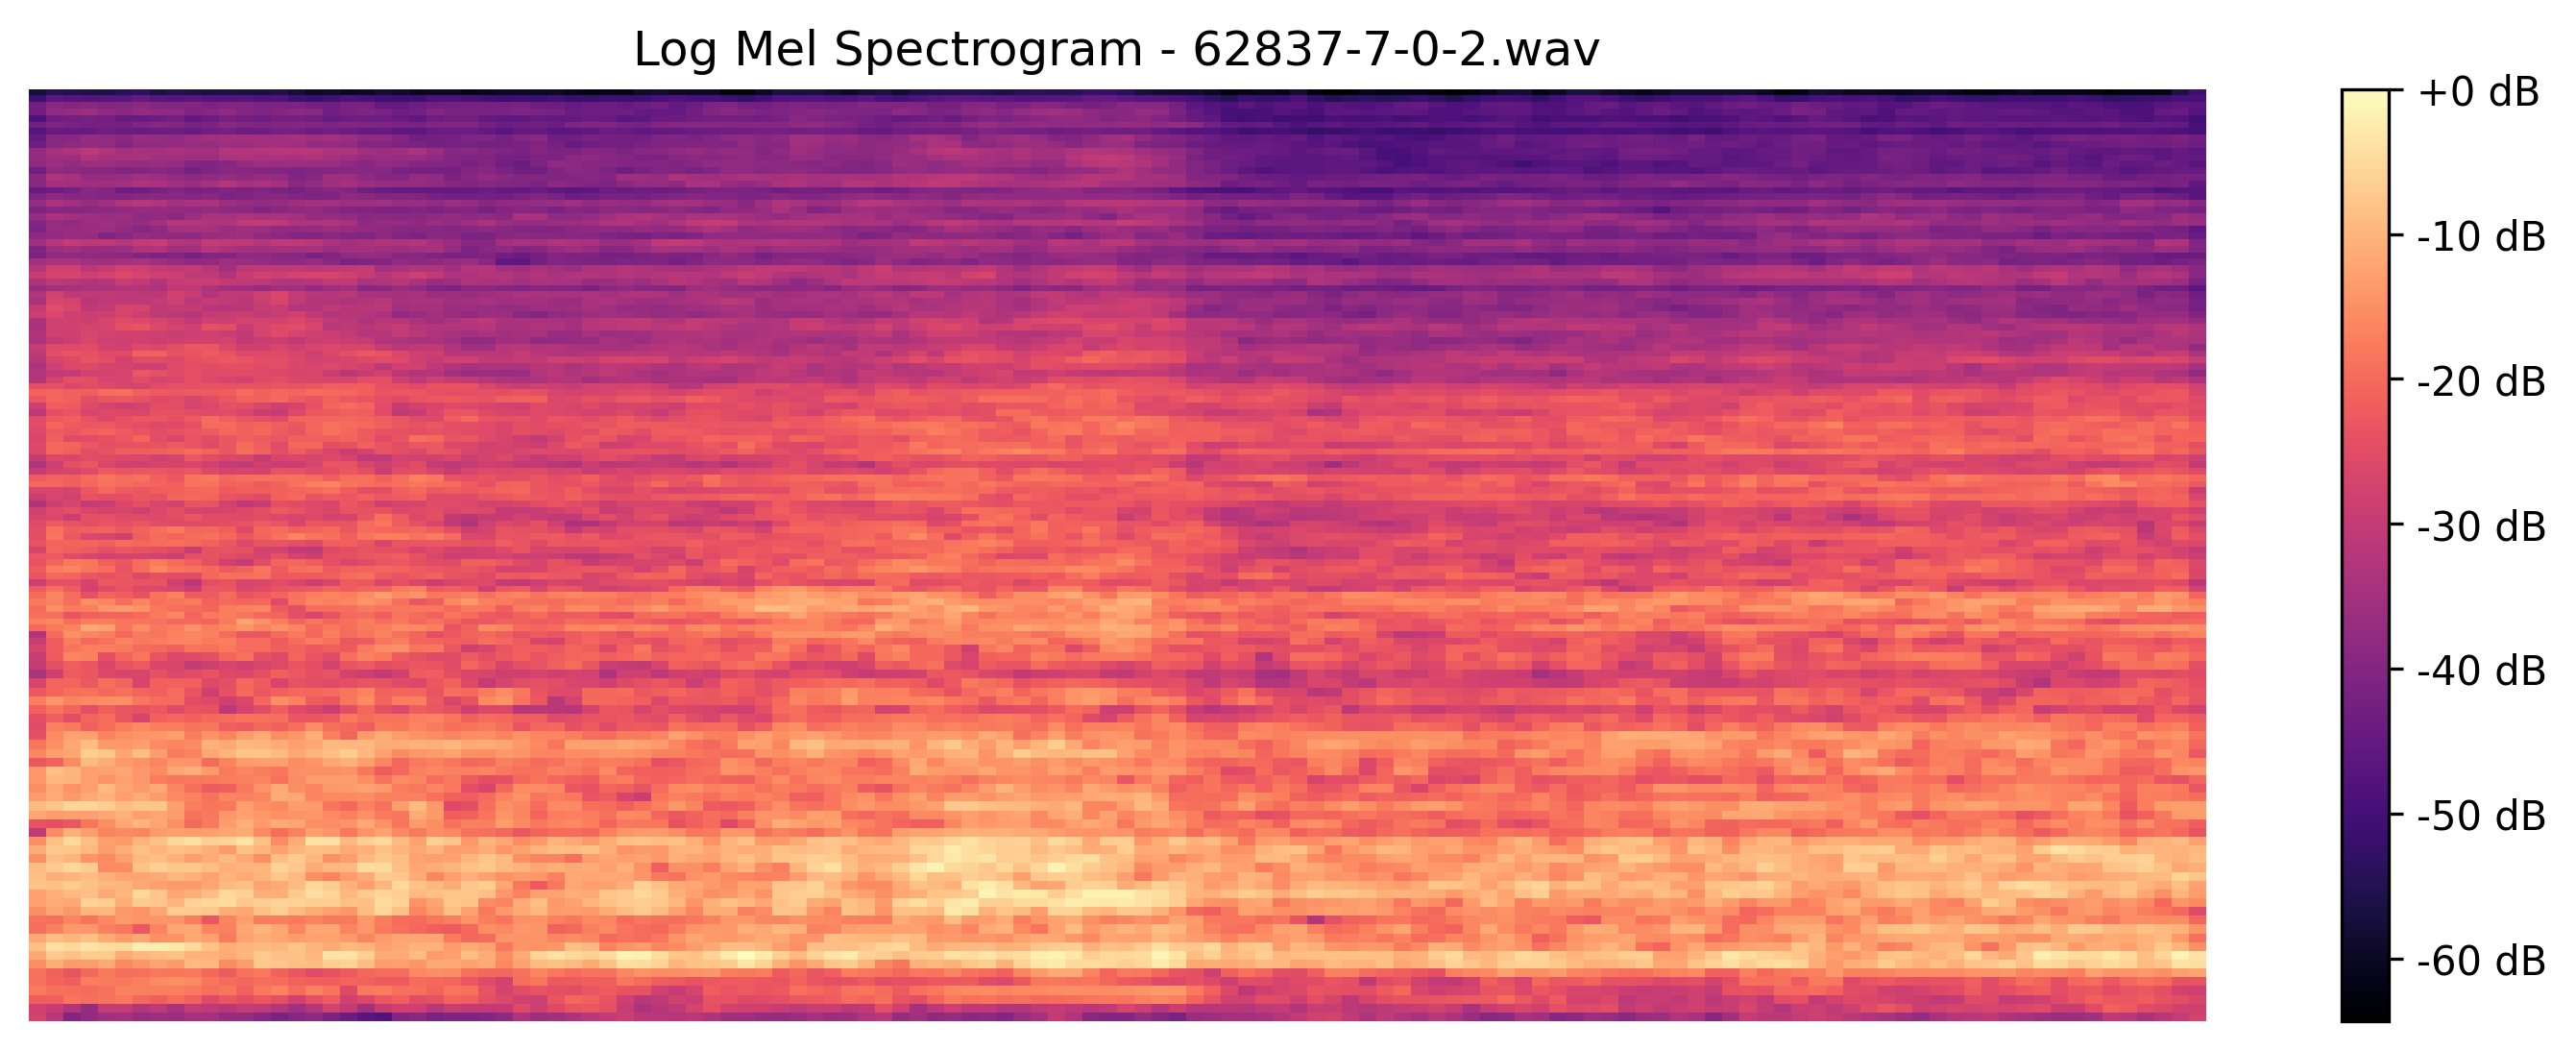 Log Mel Spectrogram - 62837-7-0-2.wav
+0 dB
-10 dB
-20 dB
-30 dB
-40 dB
-50 dB
-60 dB